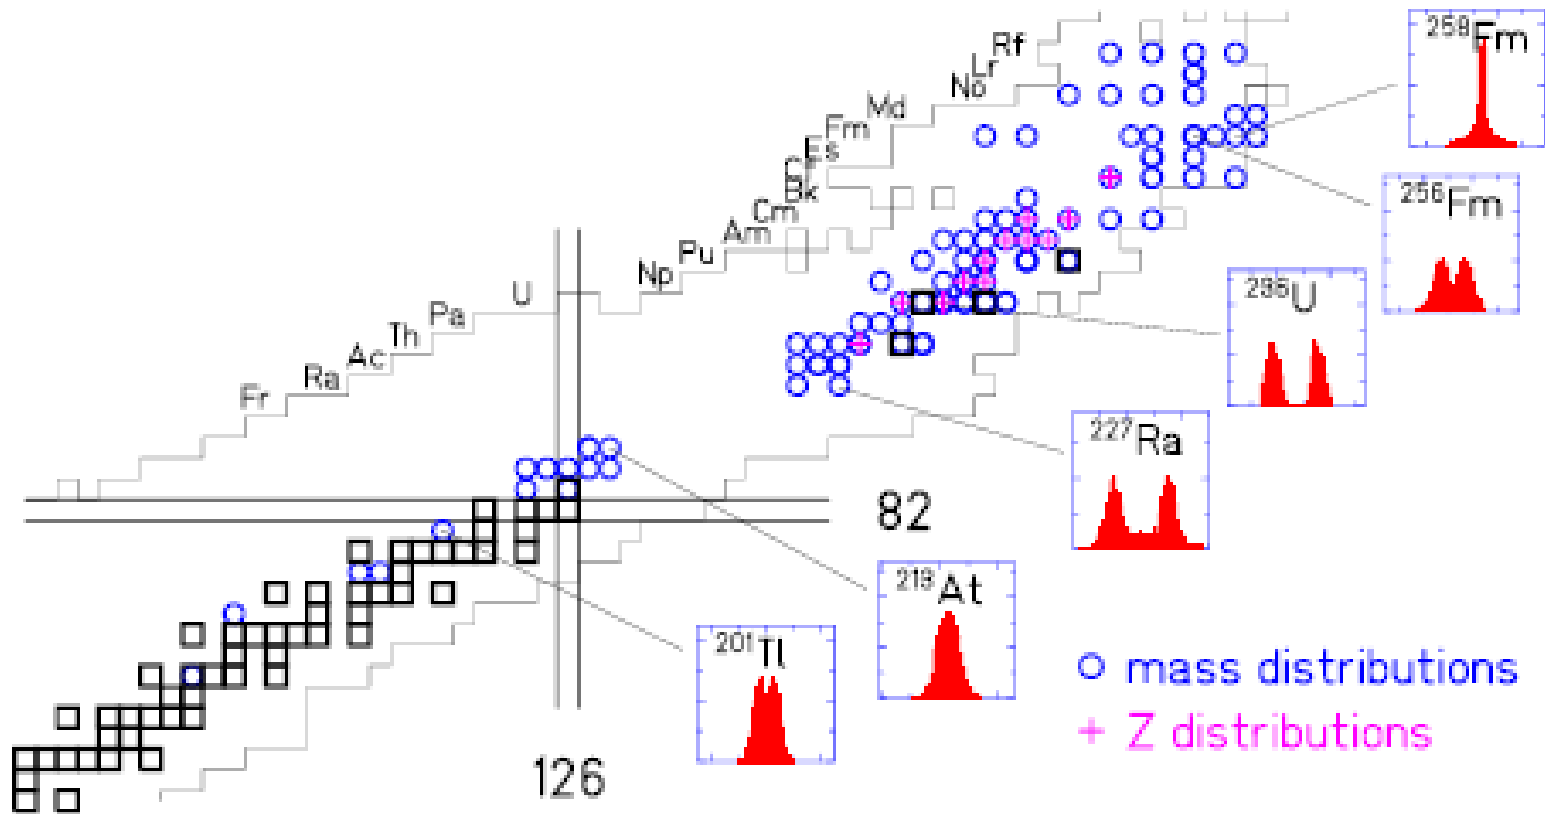 Rf
Lr
No
Md
Fm
Es
Cf
Bk
Cm
Am
Pu
Np
U
Pa
Th
Ac
Ra
Fr
258Fm
256Fm
236U
227Ra
82
219At
201Tl
126
mass distributions
Z distributions